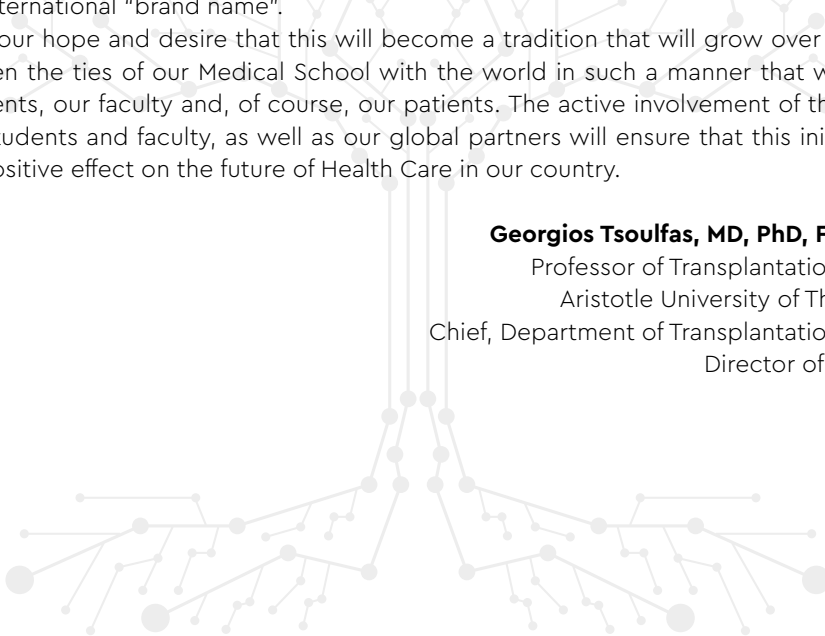 ternational “brand name”.
our hope and desire that this will become a tradition that will grow over
en the ties of our Medical School with the world in such a manner that w
ents, our faculty and, of course, our patients. The active involvement of th
tudents and faculty, as well as our global partners will ensure that this ini
ositive effect on the future of Health Care in our country.
Georgios Tsoulfas, MD, PhD, F
Professor of Transplantatio
Aristotle University of Th
Chief, Department of Transplantatio
Director of